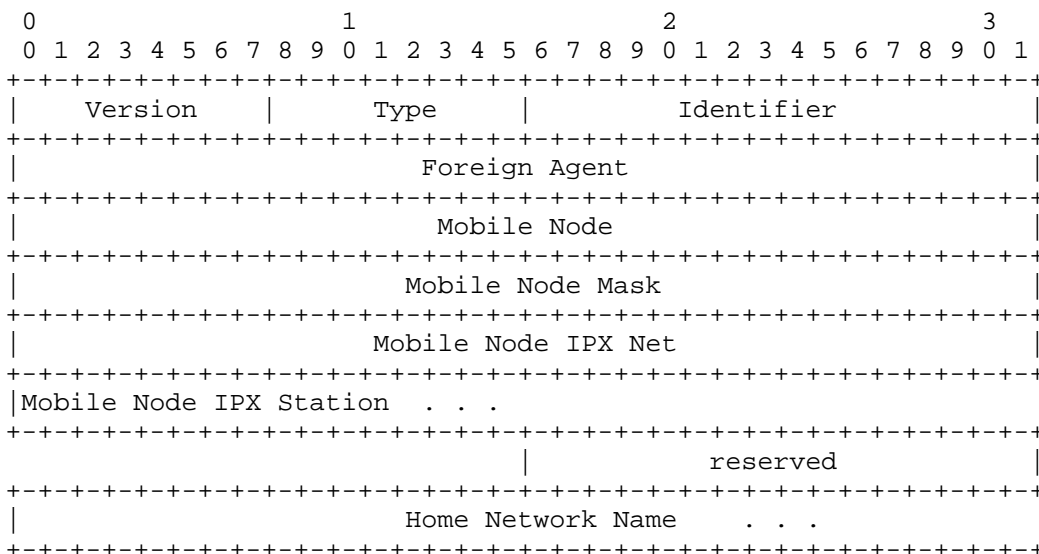 0                   1                   2                   3
 0 1 2 3 4 5 6 7 8 9 0 1 2 3 4 5 6 7 8 9 0 1 2 3 4 5 6 7 8 9 0 1
+-+-+-+-+-+-+-+-+-+-+-+-+-+-+-+-+-+-+-+-+-+-+-+-+-+-+-+-+-+-+-+-+
|    Version    |      Type     |          Identifier           |
+-+-+-+-+-+-+-+-+-+-+-+-+-+-+-+-+-+-+-+-+-+-+-+-+-+-+-+-+-+-+-+-+
|                         Foreign Agent                         |
+-+-+-+-+-+-+-+-+-+-+-+-+-+-+-+-+-+-+-+-+-+-+-+-+-+-+-+-+-+-+-+-+
|                          Mobile Node                          |
+-+-+-+-+-+-+-+-+-+-+-+-+-+-+-+-+-+-+-+-+-+-+-+-+-+-+-+-+-+-+-+-+
|                        Mobile Node Mask                       |
+-+-+-+-+-+-+-+-+-+-+-+-+-+-+-+-+-+-+-+-+-+-+-+-+-+-+-+-+-+-+-+-+
|                      Mobile Node IPX Net                      |
+-+-+-+-+-+-+-+-+-+-+-+-+-+-+-+-+-+-+-+-+-+-+-+-+-+-+-+-+-+-+-+-+
|Mobile Node IPX Station  . . .
+-+-+-+-+-+-+-+-+-+-+-+-+-+-+-+-+-+-+-+-+-+-+-+-+-+-+-+-+-+-+-+-+
                                |           reserved            |
+-+-+-+-+-+-+-+-+-+-+-+-+-+-+-+-+-+-+-+-+-+-+-+-+-+-+-+-+-+-+-+-+
|                        Home Network Name    . . .
+-+-+-+-+-+-+-+-+-+-+-+-+-+-+-+-+-+-+-+-+-+-+-+-+-+-+-+-+-+-+-+-+